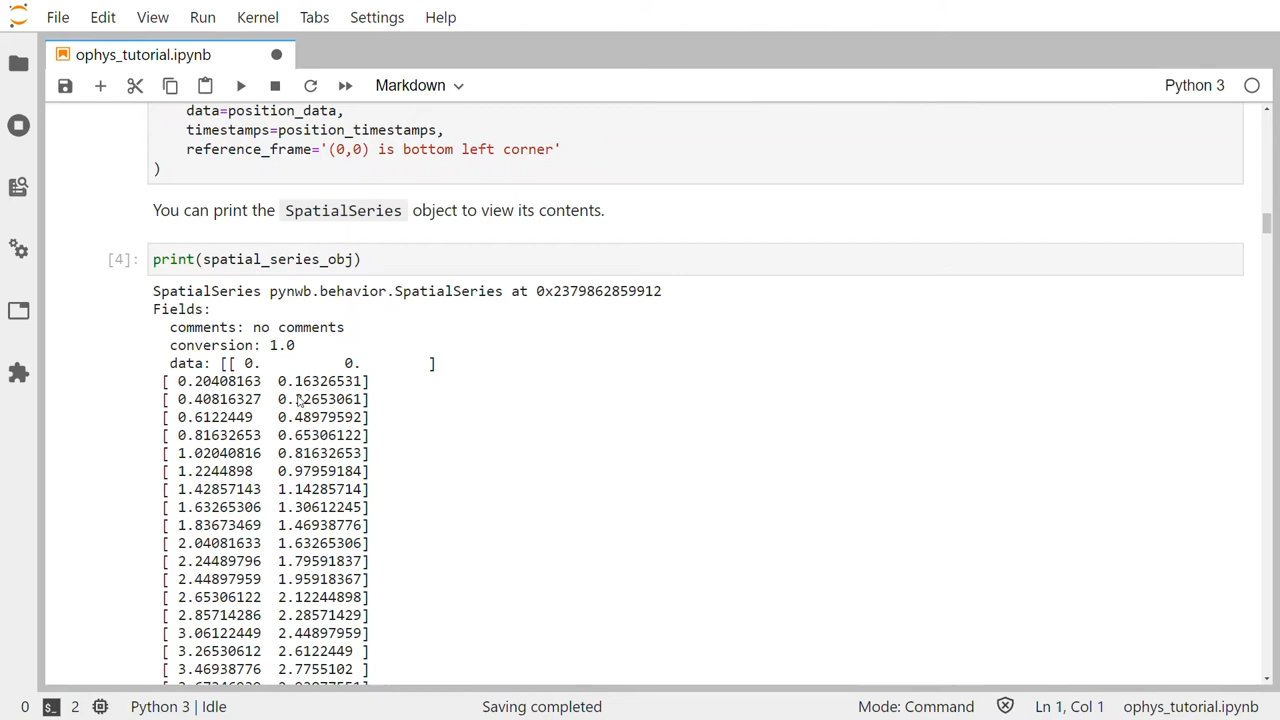 File Edit View Run Kernel Tabs Settings Help
ophys_tutorial.ipynb
Markdown Python 3
data=position_data,
timestamps=position_timestamps,
reference_frame='(0,0) is bottom left corner'
)
You can print the SpatialSeries object to view its contents.
[4]: print(spatial_series_obj)
SpatialSeries pynwb.behavior.SpatialSeries at 0x2379862859912
Fields:
comments: no comments
conversion: 1.0
data: [[ 0. 0. ]
[ 0.20408163 0.16326531]
[ 0.40816327 0.32653061]
[ 0.6122449 0.48979592]
[ 0.81632653 0.65306122]
[ 1.02040816 0.81632653]
[ 1.2244898 0.97959184]
[ 1.42857143 1.14285714]
[ 1.63265306 1.30612245]
[ 1.83673469 1.46938776]
[ 2.04081633 1.63265306]
[ 2.24489796 1.79591837]
[ 2.44897959 1.95918367]
[ 2.65306122 2.12244898]
[ 2.85714286 2.28571429]
[ 3.06122449 2.44897959]
[ 3.26530612 2.6122449 ]
[ 3.46938776 2.7755102 ]
0 2 Python 3 | Idle Saving completed Mode: Command Ln 1, Col 1 ophys_tutorial.ipynb